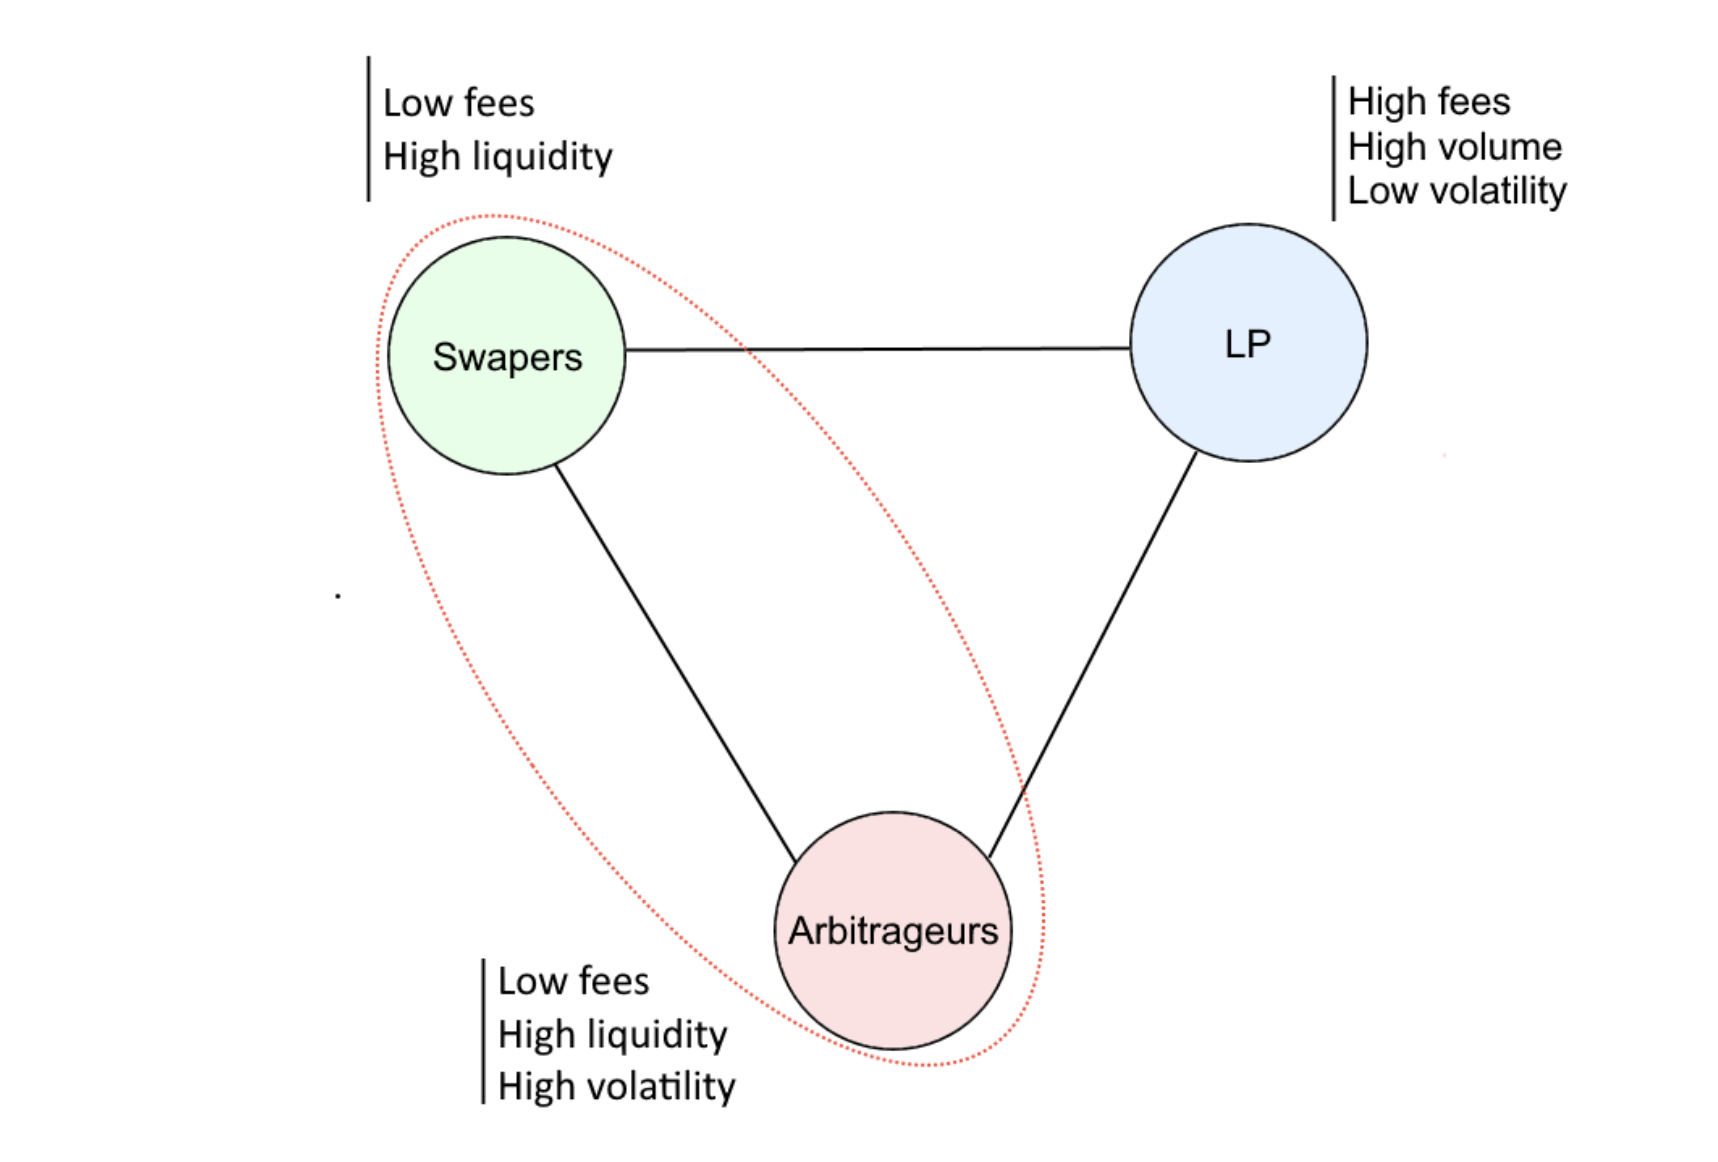 Low fees
High liquidity
High fees
High volume
Low volatility
Swapers
LP
Arbitrageurs
Low fees
High liquidity
High volatility